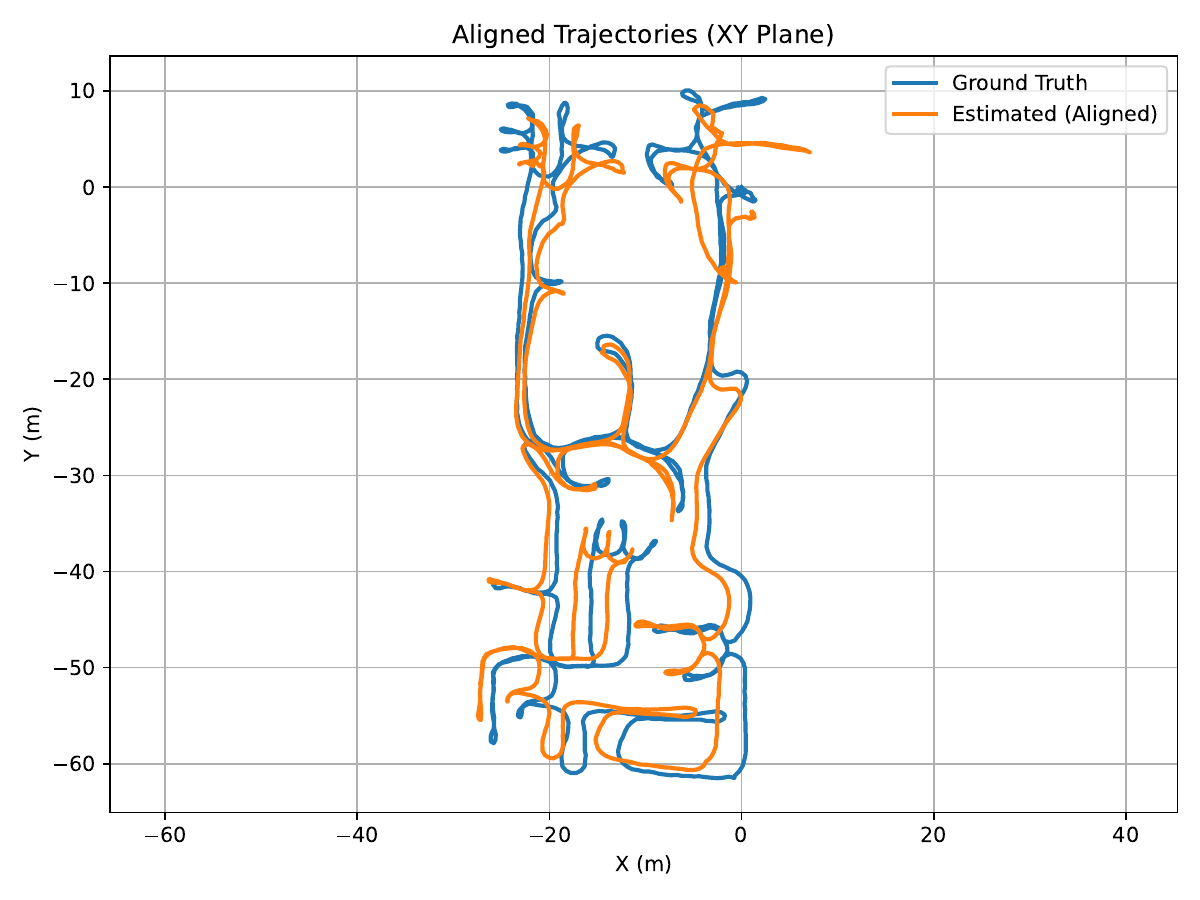 Aligned Trajectories (XY Plane)
Ground Truth
Estimated (Aligned)
10
0
−10
−20
−30
−40
−50
−60
Y (m)
−60
−40
−20
0
20
40
X (m)